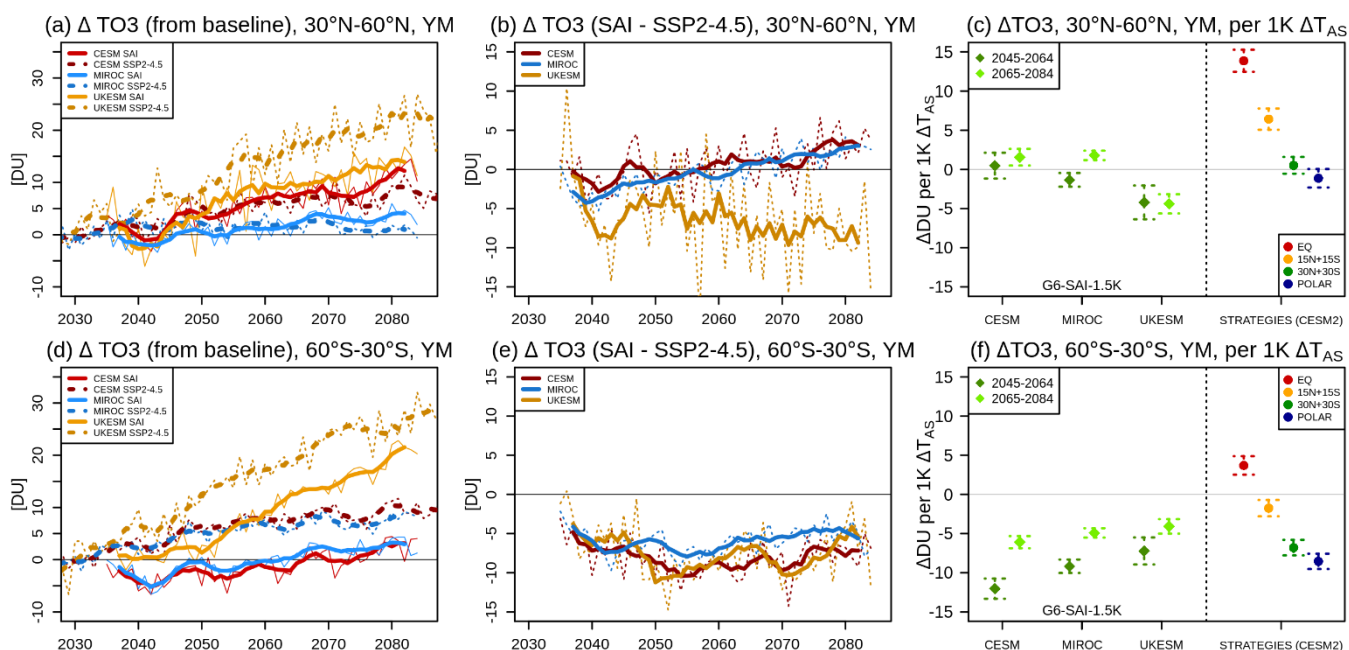 (a) Δ TO3 (from baseline), 30°N-60°N, YM
[DU]
30
20
10
5
0
-10
CESM SAI
CESM SSP2-4.5
MIROC SAI
MIROC SSP2-4.5
UKESM SAI
UKESM SSP2-4.5
2030 2040 2050 2060 2070 2080
(b) Δ TO3 (SAI - SSP2-4.5), 30°N-60°N, YM
15
10
5
0
-5
-10
-15
CESM
MIROC
UKESM
2030 2040 2050 2060 2070 2080
(c) ΔTO3, 30°N-60°N, YM, per 1K ΔTAS
ΔDU per 1K ΔTAS
15
10
5
0
-5
-10
-15
2045-2064
2065-2084
EQ
15N+15S
30N+30S
POLAR
G6-SAI-1.5K
CESM MIROC UKESM STRATEGIES (CESM2)
(d) Δ TO3 (from baseline), 60°S-30°S, YM
[DU]
30
20
10
5
0
-10
CESM SAI
CESM SSP2-4.5
MIROC SAI
MIROC SSP2-4.5
UKESM SAI
UKESM SSP2-4.5
2030 2040 2050 2060 2070 2080
(e) Δ TO3 (SAI - SSP2-4.5), 60°S-30°S, YM
15
10
5
0
-5
-10
-15
CESM
MIROC
UKESM
2030 2040 2050 2060 2070 2080
(f) ΔTO3, 60°S-30°S, YM, per 1K ΔTAS
ΔDU per 1K ΔTAS
15
10
5
0
-5
-10
-15
2045-2064
2065-2084
EQ
15N+15S
30N+30S
POLAR
G6-SAI-1.5K
CESM MIROC UKESM STRATEGIES (CESM2)